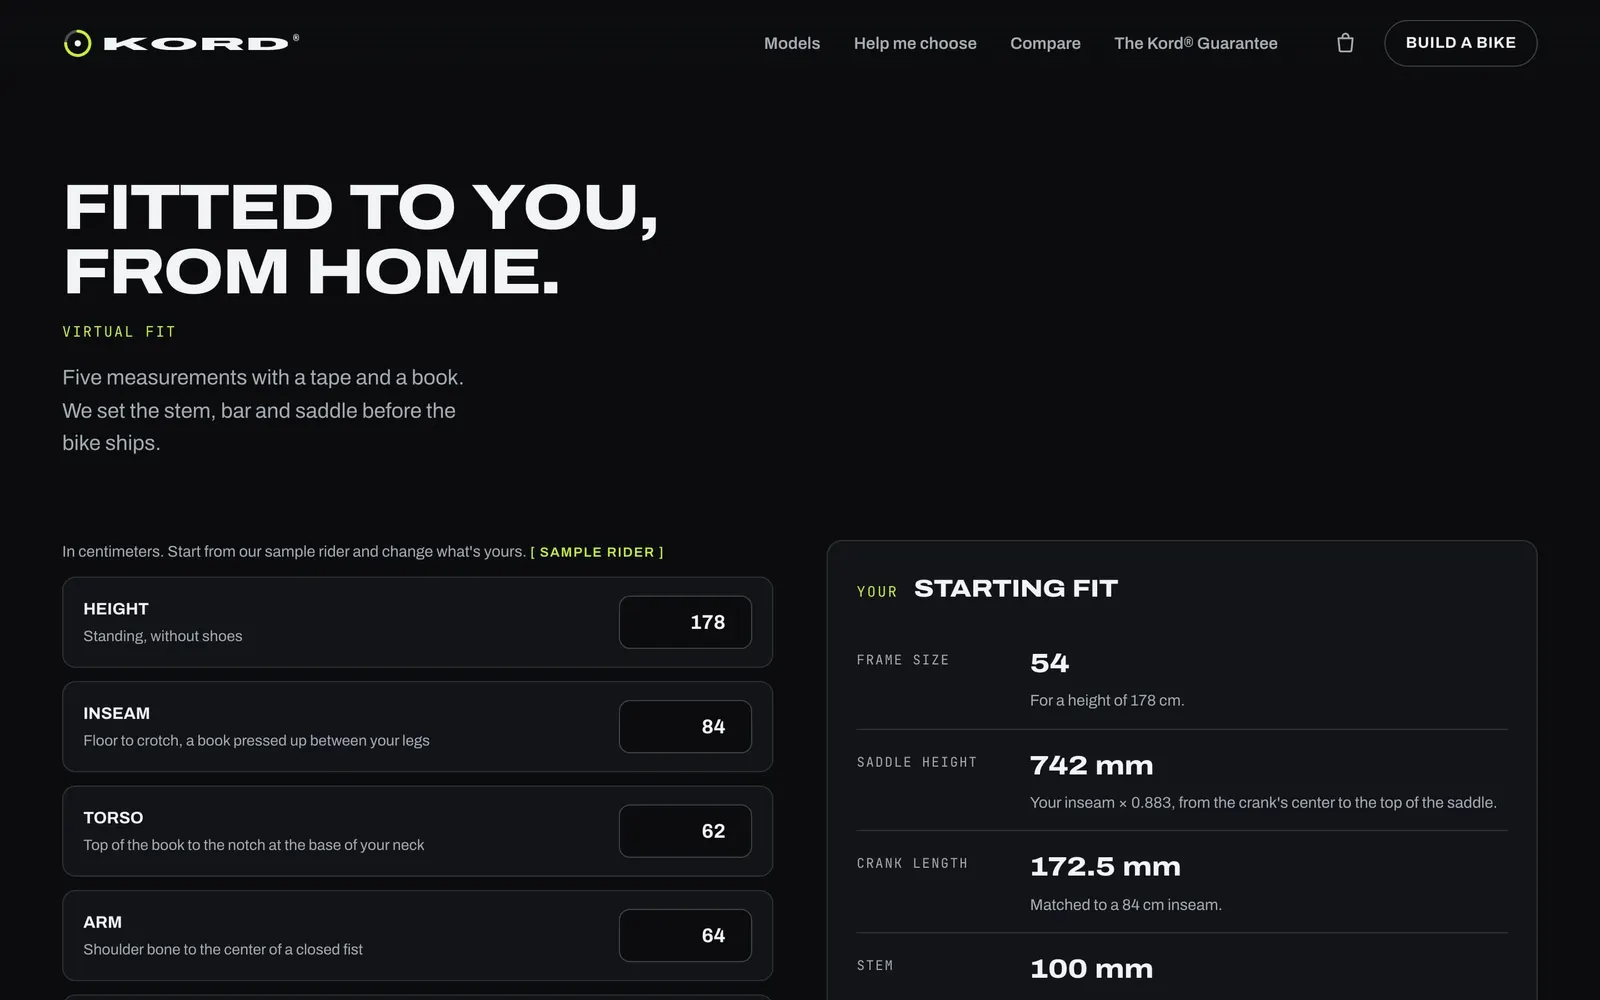 KORD®
Models
Help me choose
Compare
The Kord® Guarantee
BUILD A BIKE
FITTED TO YOU,
FROM HOME.
VIRTUAL FIT
Five measurements with a tape and a book.
We set the stem, bar and saddle before the
bike ships.
In centimeters. Start from our sample rider and change what's yours. [ SAMPLE RIDER ]
HEIGHT
Standing, without shoes
178
INSEAM
Floor to crotch, a book pressed up between your legs
84
TORSO
Top of the book to the notch at the base of your neck
62
ARM
Shoulder bone to the center of a closed fist
64
YOUR STARTING FIT
FRAME SIZE
54
For a height of 178 cm.
SADDLE HEIGHT
742 mm
Your inseam × 0.883, from the crank's center to the top of the saddle.
CRANK LENGTH
172.5 mm
Matched to a 84 cm inseam.
STEM
100 mm